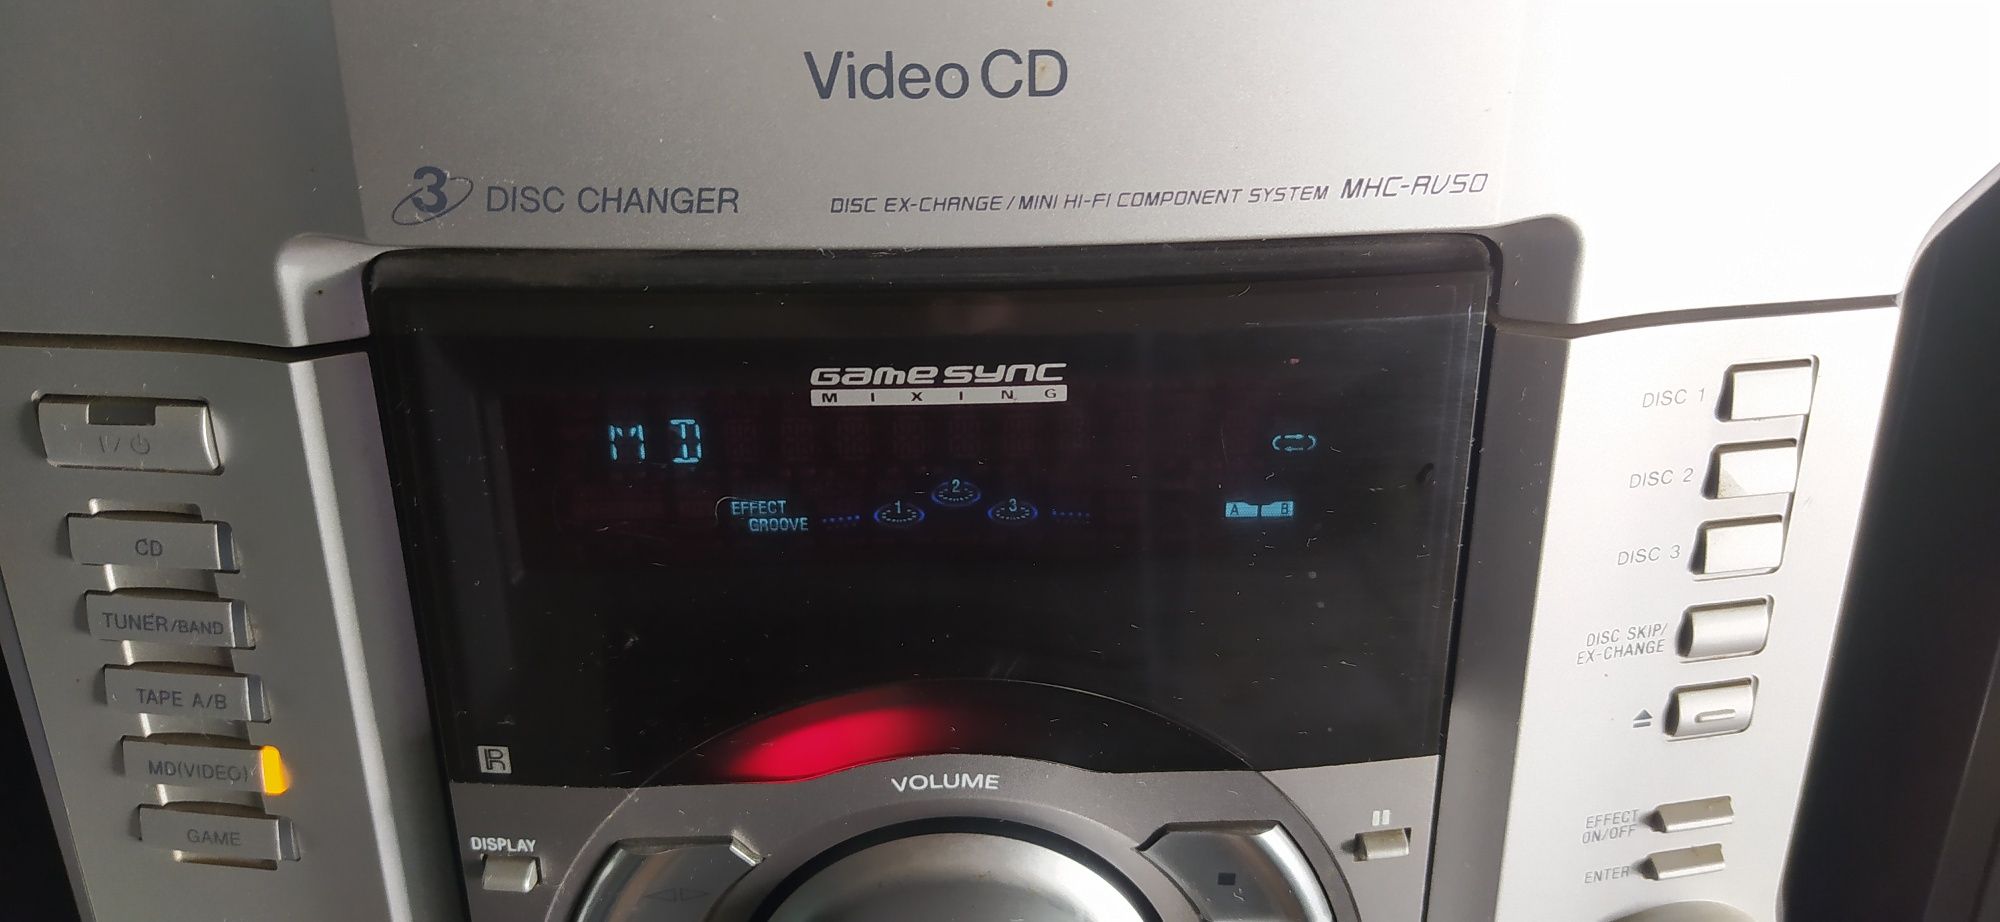 Video CD
3 DISC CHANGER
DISC EX-CHANGE / MINI HI-FI COMPONENT SYSTEM MHC-RV50
GAME SYNC
MIXING
MD
EFFECT
GROOVE
1 2 3
A B
I/⏻
CD
TUNER/BAND
TAPE A/B
MD(VIDEO)
GAME
R
DISPLAY
VOLUME
DISC 1
DISC 2
DISC 3
DISC SKIP/
EX-CHANGE
EFFECT
ON/OFF
ENTER